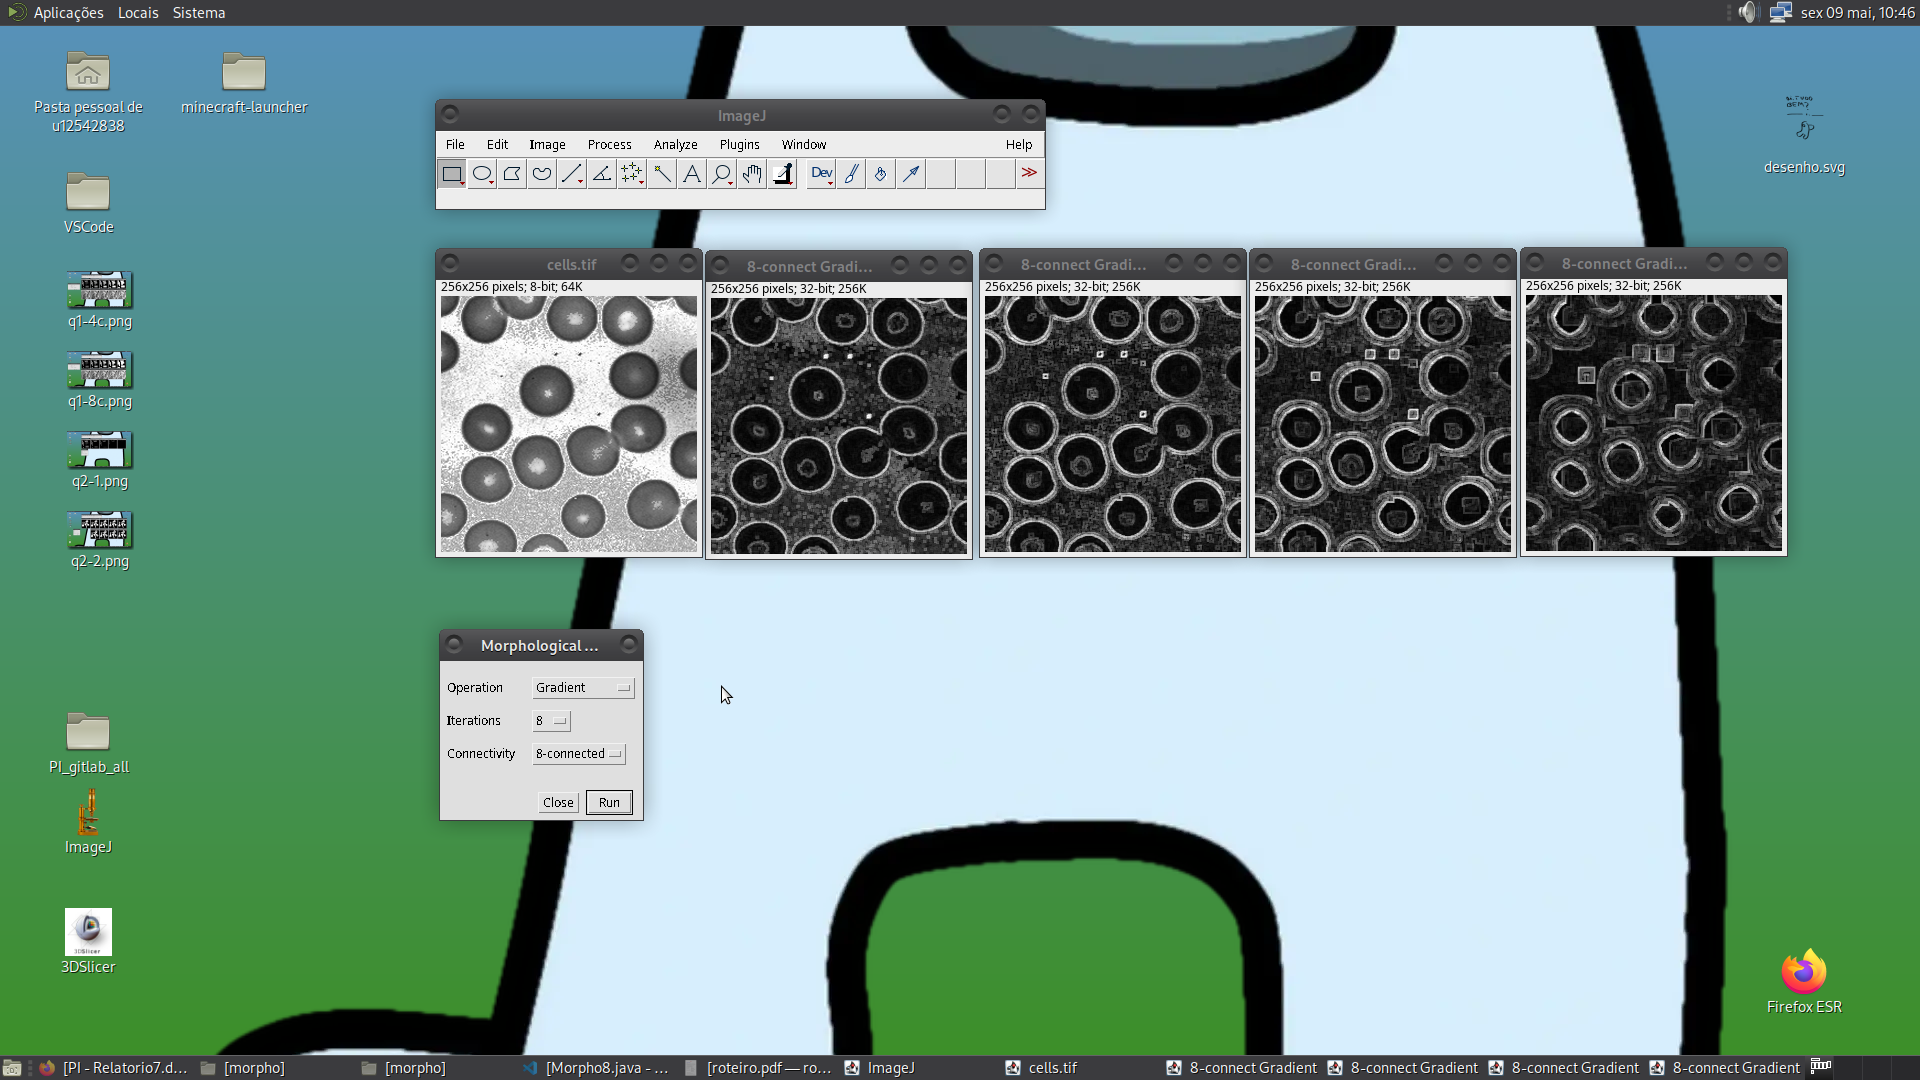 Aplicações Locais Sistema
sex 09 mai, 10:46
Pasta pessoal de
u12542838
minecraft-launcher
VSCode
q1-4c.png
q1-8c.png
q2-1.png
q2-2.png
PI_gitlab_all
ImageJ
3DSlicer
3DSlicer
desenho.svg
Firefox ESR
ImageJ
File Edit Image Process Analyze Plugins Window Help
A Dev >>
cells.tif
256x256 pixels; 8-bit; 64K
8-connect Gradi...
256x256 pixels; 32-bit; 256K
8-connect Gradi...
256x256 pixels; 32-bit; 256K
8-connect Gradi...
256x256 pixels; 32-bit; 256K
8-connect Gradi...
256x256 pixels; 32-bit; 256K
Morphological ...
Operation Gradient
Iterations 8
Connectivity 8-connected
Close Run
[PI - Relatorio7.d... [morpho] [morpho] [Morpho8.java - ... [roteiro.pdf — ro... ImageJ cells.tif 8-connect Gradient 8-connect Gradient 8-connect Gradient 8-connect Gradient